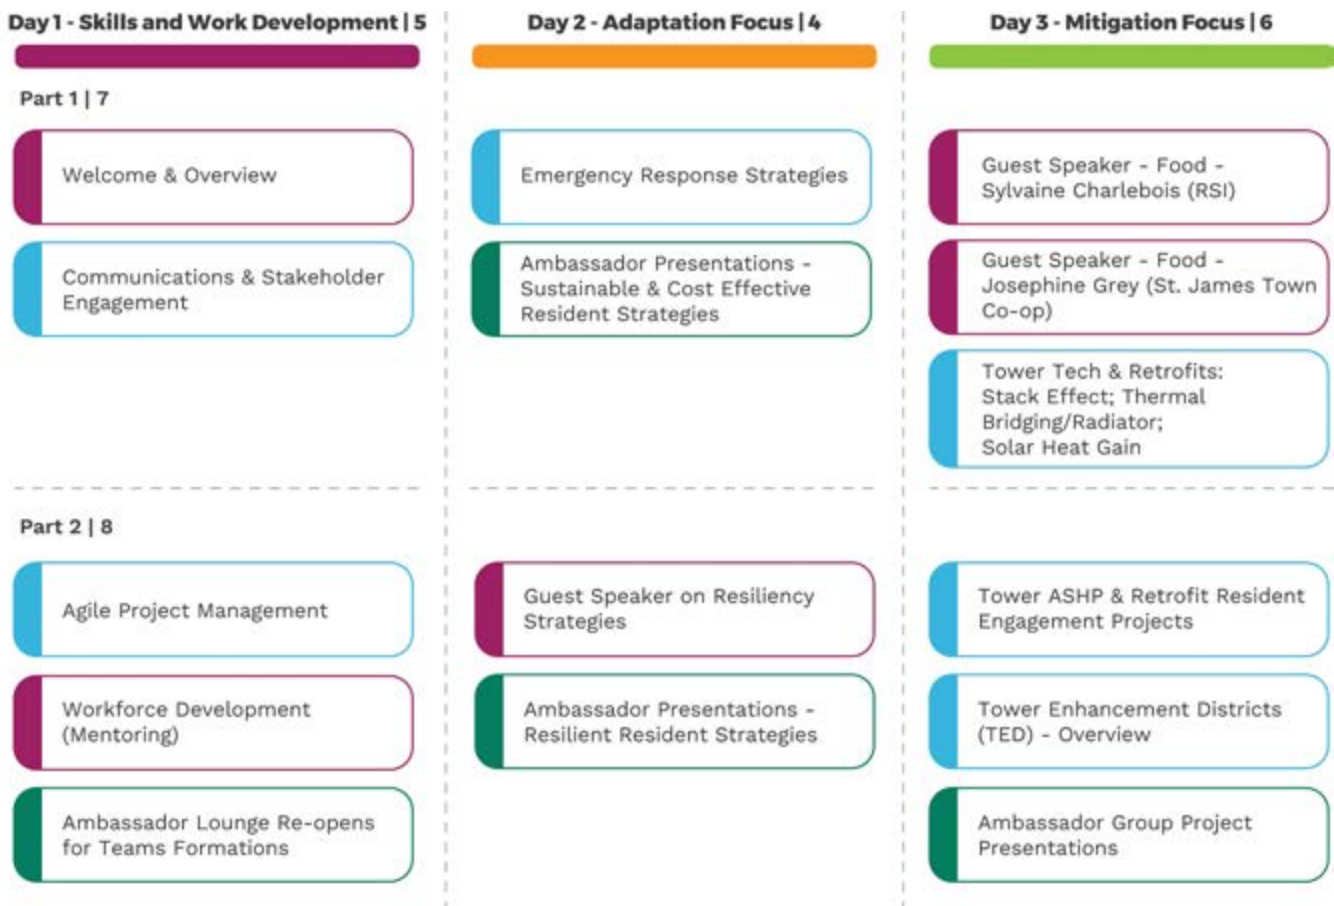 Day 1 - Skills and Work Development | 5
Day 2 - Adaptation Focus | 4
Day 3 - Mitigation Focus | 6
Part 1 | 7
Welcome & Overview
Emergency Response Strategies
Guest Speaker - Food -
Sylvaine Charlebois (RSI)
Communications & Stakeholder
Engagement
Ambassador Presentations -
Sustainable & Cost Effective
Resident Strategies
Guest Speaker - Food -
Josephine Grey (St. James Town
Co-op)
Tower Tech & Retrofits:
Stack Effect; Thermal
Bridging/Radiator;
Solar Heat Gain
Part 2 | 8
Agile Project Management
Guest Speaker on Resiliency
Strategies
Tower ASHP & Retrofit Resident
Engagement Projects
Workforce Development
(Mentoring)
Ambassador Presentations -
Resilient Resident Strategies
Tower Enhancement Districts
(TED) - Overview
Ambassador Lounge Re-opens
for Teams Formations
Ambassador Group Project
Presentations